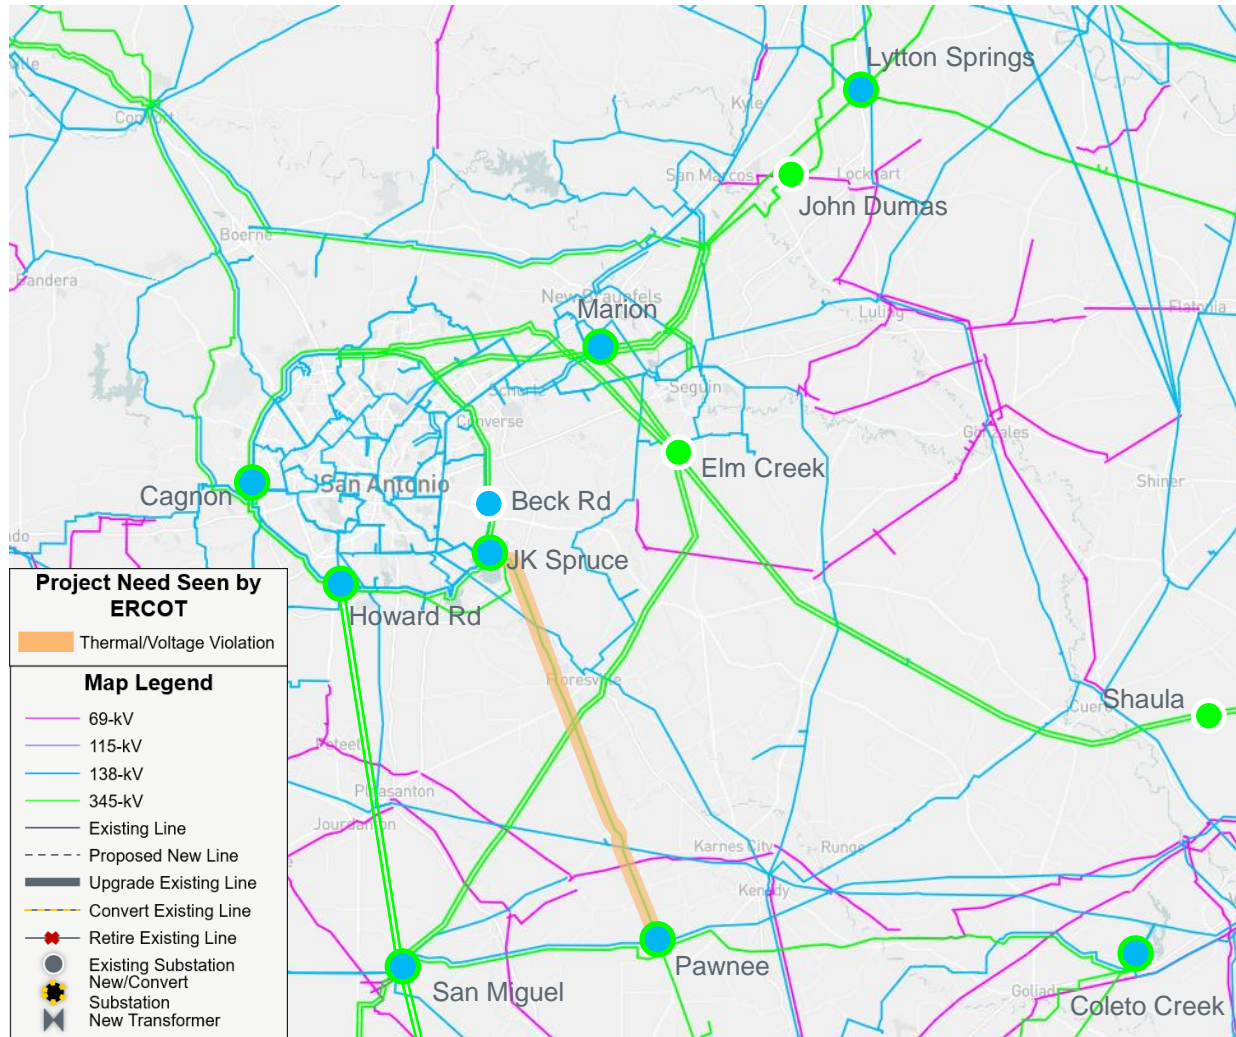 Lytton Springs
Kyle
Comfort
San Marcos
Lockhart
John Dumas
Boerne
Bandera
New Braunfels
Marion
Luling
Flatonia
Seguin
Schertz
Converse
Gonzales
Elm Creek
San Antonio
Cagnon
Beck Rd
Shiner
JK Spruce
Howard Rd
Project Need Seen by
ERCOT
Thermal/Voltage Violation
Map Legend
69-kV
115-kV
138-kV
345-kV
Existing Line
Proposed New Line
Upgrade Existing Line
Convert Existing Line
Retire Existing Line
Existing Substation
New/Convert
Substation
New Transformer
Floresville
Shaula
Cuero
Poteet
Pleasanton
Jourdanton
Karnes City
Runge
Kenedy
Pawnee
San Miguel
Goliad
Coleto Creek